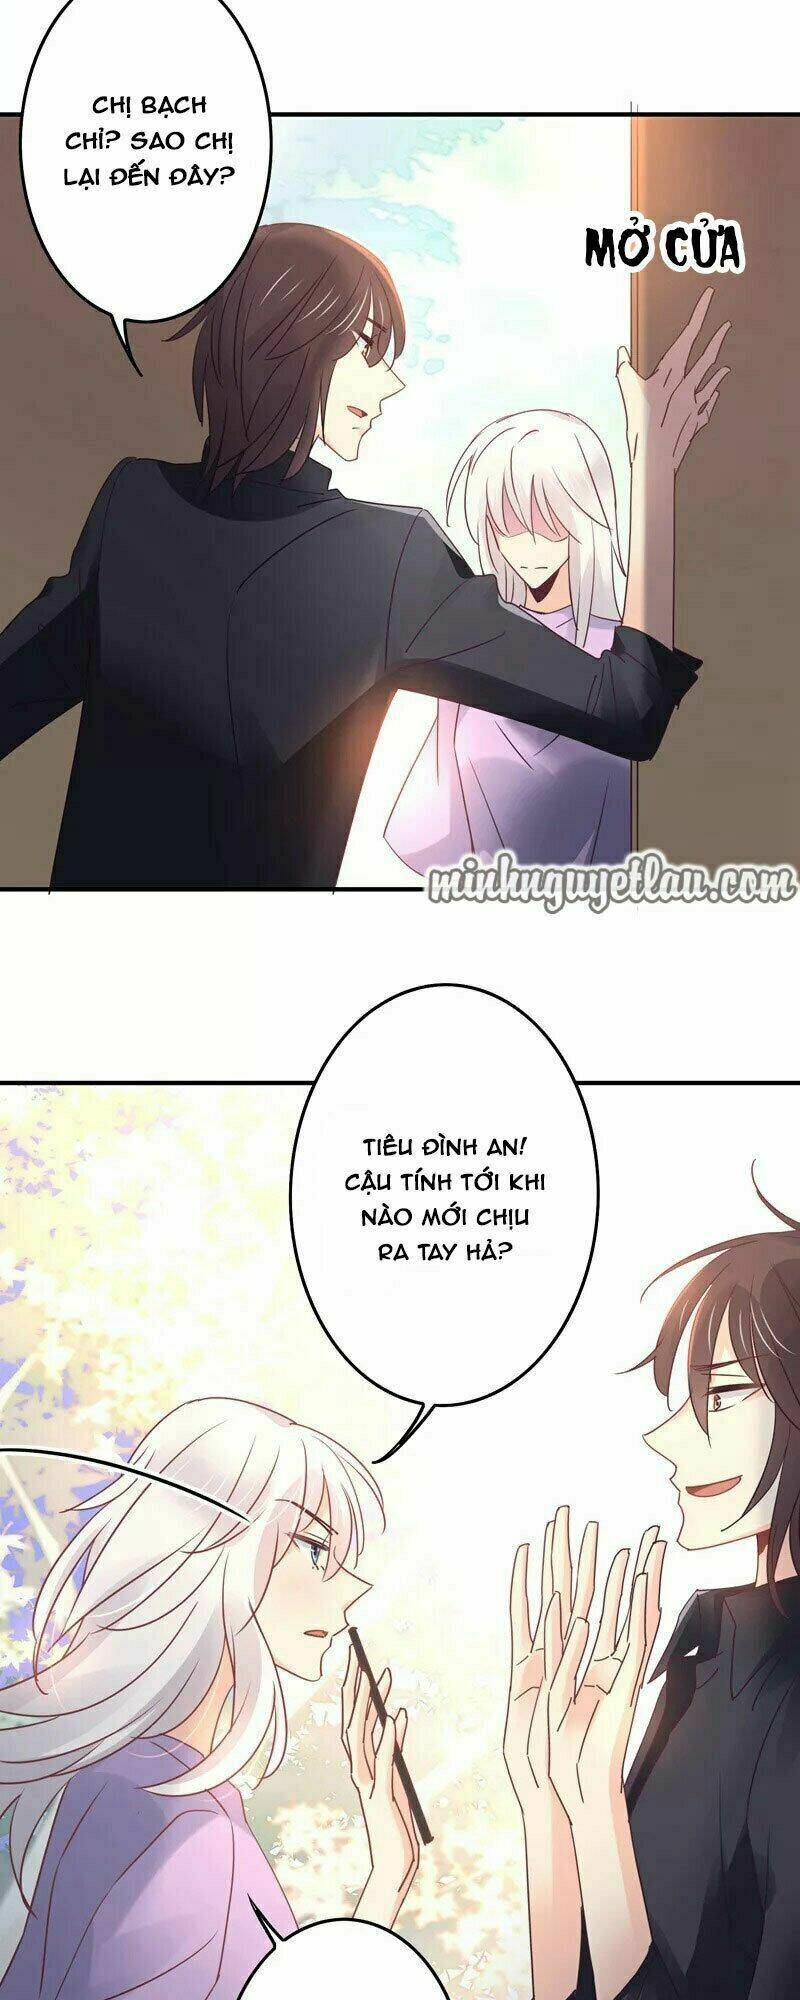 CHỊ BẠCH
CHỈ? SAO CHỊ
LẠI ĐẾN ĐÂY?
MỞ CỬA
minhnguyetlau.com
TIÊU ĐÌNH AN!
CẬU TÍNH TỚI KHI
NÀO MỚI CHỊU
RA TAY HẢ?